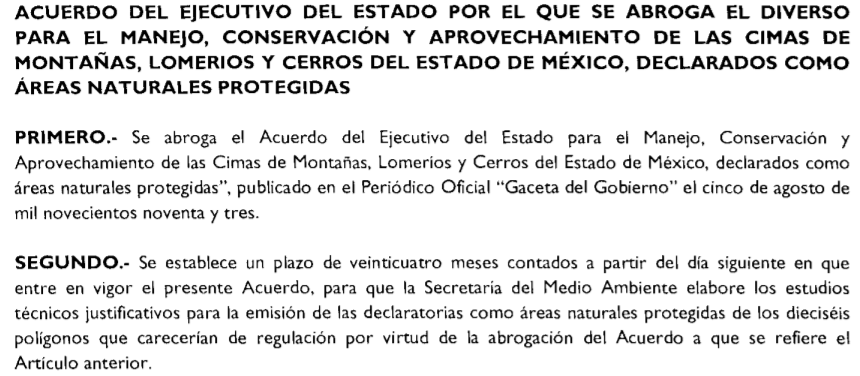 ACUERDO DEL EJECUTIVO DEL ESTADO POR EL QUE SE ABROGA EL DIVERSO
PARA EL MANEJO, CONSERVACIÓN Y APROVECHAMIENTO DE LAS CIMAS DE
MONTAÑAS, LOMERIOS Y CERROS DEL ESTADO DE MÉXICO, DECLARADOS COMO
ÁREAS NATURALES PROTEGIDAS
PRIMERO.- Se abroga el Acuerdo del Ejecutivo del Estado para el Manejo, Conservación y
Aprovechamiento de las Cimas de Montañas, Lomerios y Cerros del Estado de México, declarados como
áreas naturales protegidas", publicado en el Periódico Oficial "Gaceta del Gobierno" el cinco de agosto de
mil novecientos noventa y tres.
SEGUNDO.- Se establece un plazo de veinticuatro meses contados a partir del día siguiente en que
entre en vigor el presente Acuerdo, para que la Secretaría del Medio Ambiente elabore los estudios
técnicos justificativos para la emisión de las declaratorias como áreas naturales protegidas de los dieciséis
polígonos que carecerían de regulación por virtud de la abrogación del Acuerdo a que se refiere el
Artículo anterior.